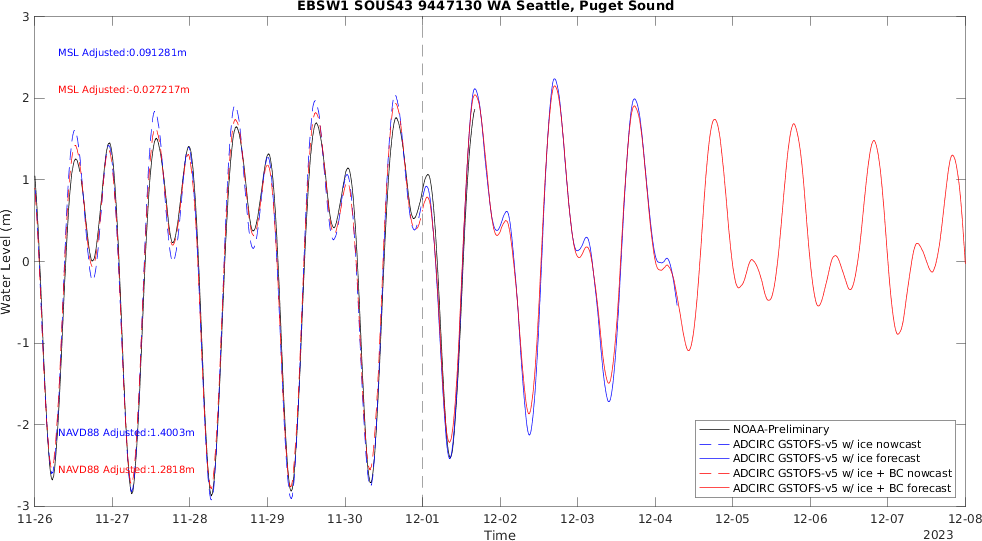 EBSW1 SOUS43 9447130 WA Seattle, Puget Sound
3
MSL Adjusted:0.091281m
MSL Adjusted:-0.027217m
2
1
0
-1
-2
-3
Water Level (m)
NAVD88 Adjusted:1.4003m
NAVD88 Adjusted:1.2818m
NOAA-Preliminary
ADCIRC GSTOFS-v5 w/ ice nowcast
ADCIRC GSTOFS-v5 w/ ice forecast
ADCIRC GSTOFS-v5 w/ ice + BC nowcast
ADCIRC GSTOFS-v5 w/ ice + BC forecast
11-26 11-27 11-28 11-29 11-30 12-01 12-02 12-03 12-04 12-05 12-06 12-07 12-08
Time
2023